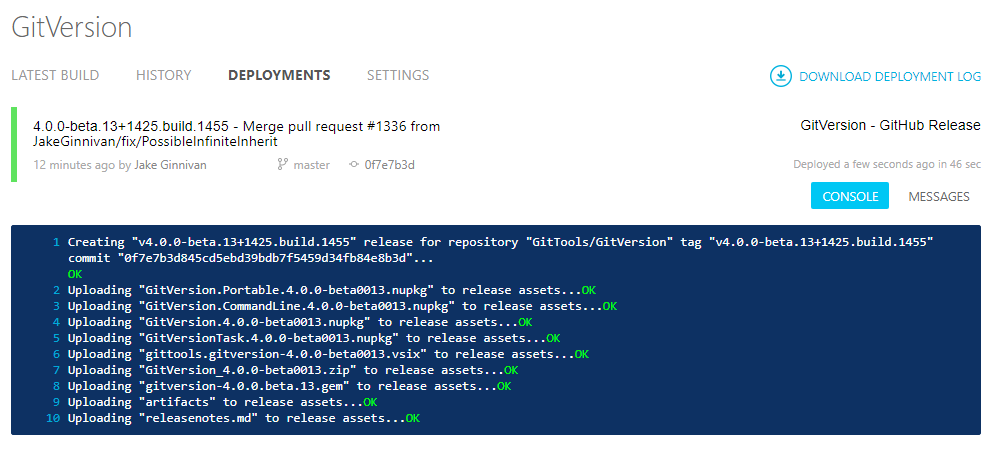 GitVersion
LATEST BUILD HISTORY DEPLOYMENTS SETTINGS DOWNLOAD DEPLOYMENT LOG
4.0.0-beta.13+1425.build.1455 - Merge pull request #1336 from
JakeGinnivan/fix/PossibleInfiniteInherit
GitVersion - GitHub Release
12 minutes ago by Jake Ginnivan master 0f7e7b3d
Deployed a few seconds ago in 46 sec
CONSOLE MESSAGES
1 Creating "v4.0.0-beta.13+1425.build.1455" release for repository "GitTools/GitVersion" tag "v4.0.0-beta.13+1425.build.1455"
commit "0f7e7b3d845cd5ebd39bdb7f5459d34fb84e8b3d"...
OK
2 Uploading "GitVersion.Portable.4.0.0-beta0013.nupkg" to release assets...OK
3 Uploading "GitVersion.CommandLine.4.0.0-beta0013.nupkg" to release assets...OK
4 Uploading "GitVersion.4.0.0-beta0013.nupkg" to release assets...OK
5 Uploading "GitVersionTask.4.0.0-beta0013.nupkg" to release assets...OK
6 Uploading "gittools.gitversion-4.0.0-beta0013.vsix" to release assets...OK
7 Uploading "GitVersion_4.0.0-beta0013.zip" to release assets...OK
8 Uploading "gitversion-4.0.0.beta.13.gem" to release assets...OK
9 Uploading "artifacts" to release assets...OK
10 Uploading "releasenotes.md" to release assets...OK